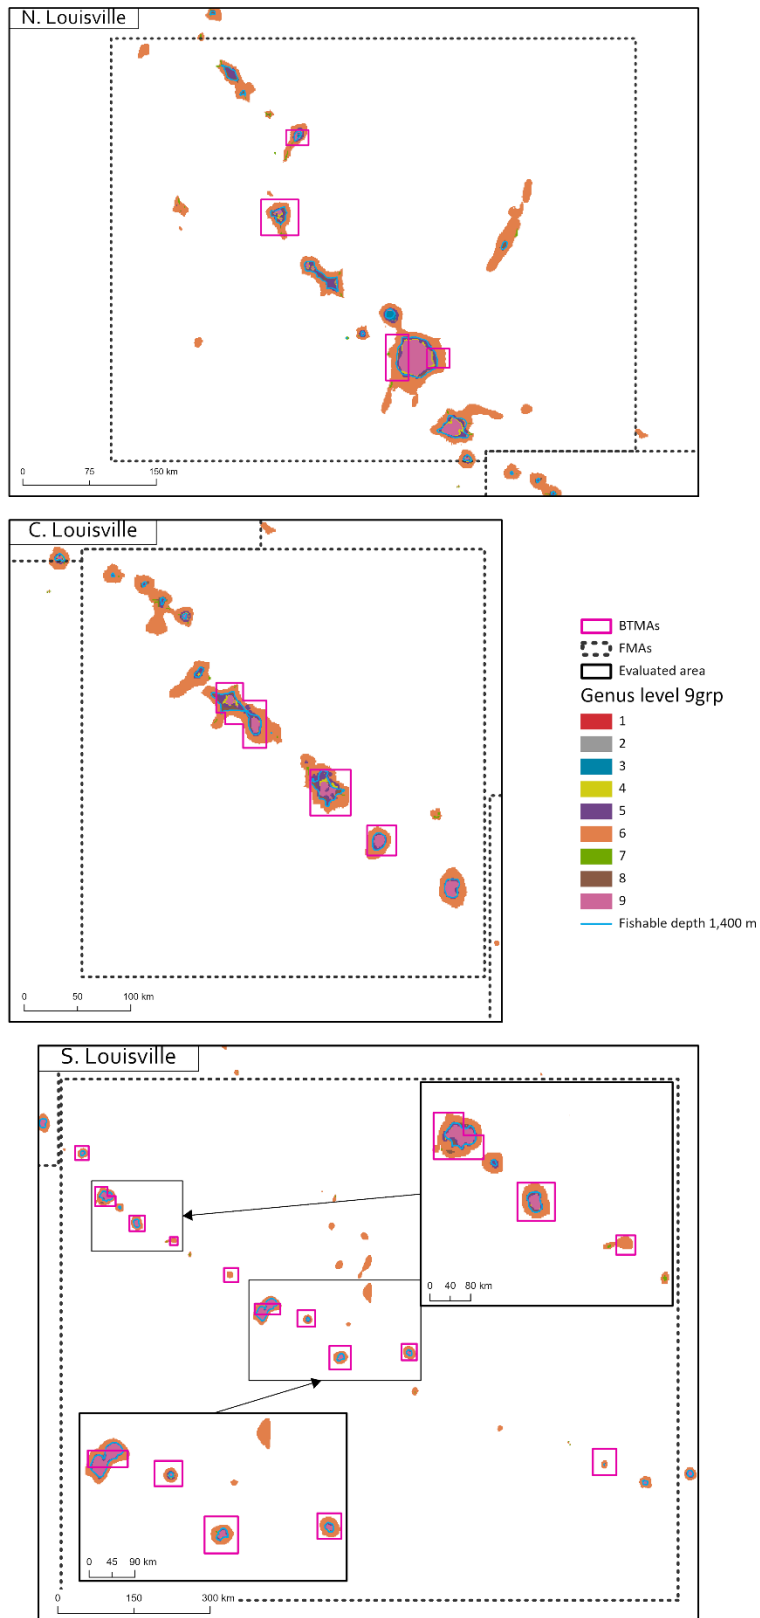 N. Louisville
0 75 150 km
C. Louisville
0 50 100 km
BTMAs
FMAs
Evaluated area
Genus level 9grp
1
2
3
4
5
6
7
8
9
Fishable depth 1,400 m
S. Louisville
0 40 80 km
0 45 90 km
0 150 300 km